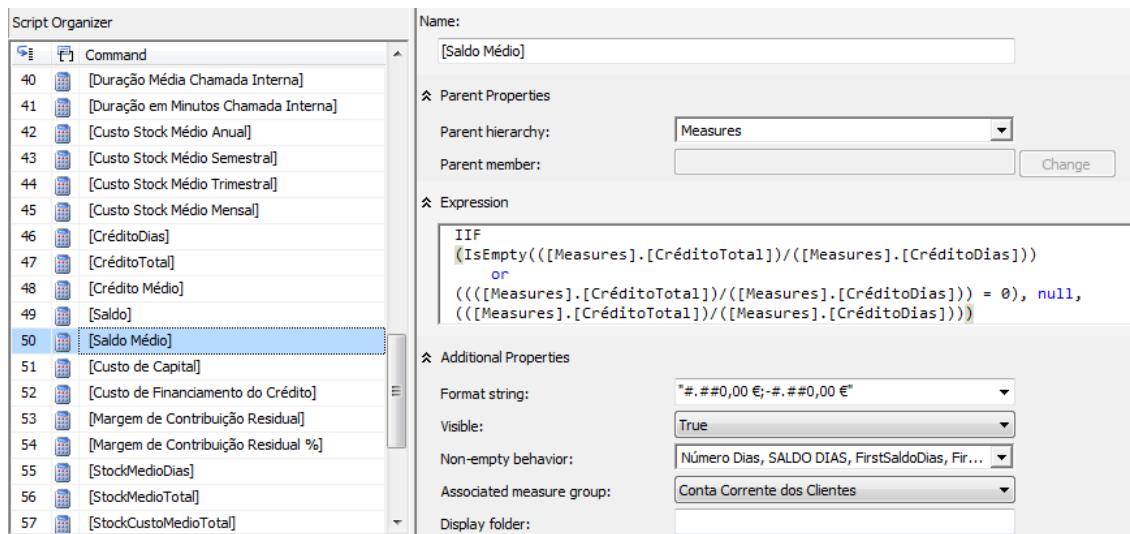 Script Organizer
Command
40 [Duração Média Chamada Interna]
41 [Duração em Minutos Chamada Interna]
42 [Custo Stock Médio Anual]
43 [Custo Stock Médio Semestral]
44 [Custo Stock Médio Trimestral]
45 [Custo Stock Médio Mensal]
46 [CréditoDias]
47 [CréditoTotal]
48 [Crédito Médio]
49 [Saldo]
50 [Saldo Médio]
51 [Custo de Capital]
52 [Custo de Financiamento do Crédito]
53 [Margem de Contribuição Residual]
54 [Margem de Contribuição Residual %]
55 [StockMedioDias]
56 [StockMedioTotal]
57 [StockCustoMedioTotal]
Name:
[Saldo Médio]
Parent Properties
Parent hierarchy: Measures
Parent member: Change
Expression
IIF
(IsEmpty(([Measures].[CréditoTotal])/([Measures].[CréditoDias]))
or
((([Measures].[CréditoTotal])/([Measures].[CréditoDias])) = 0), null,
(([Measures].[CréditoTotal])/([Measures].[CréditoDias])))
Additional Properties
Format string: "#.##0,00 €;-#.##0,00 €"
Visible: True
Non-empty behavior: Número Dias, SALDO DIAS, FirstSaldoDias, Fir...
Associated measure group: Conta Corrente dos Clientes
Display folder: